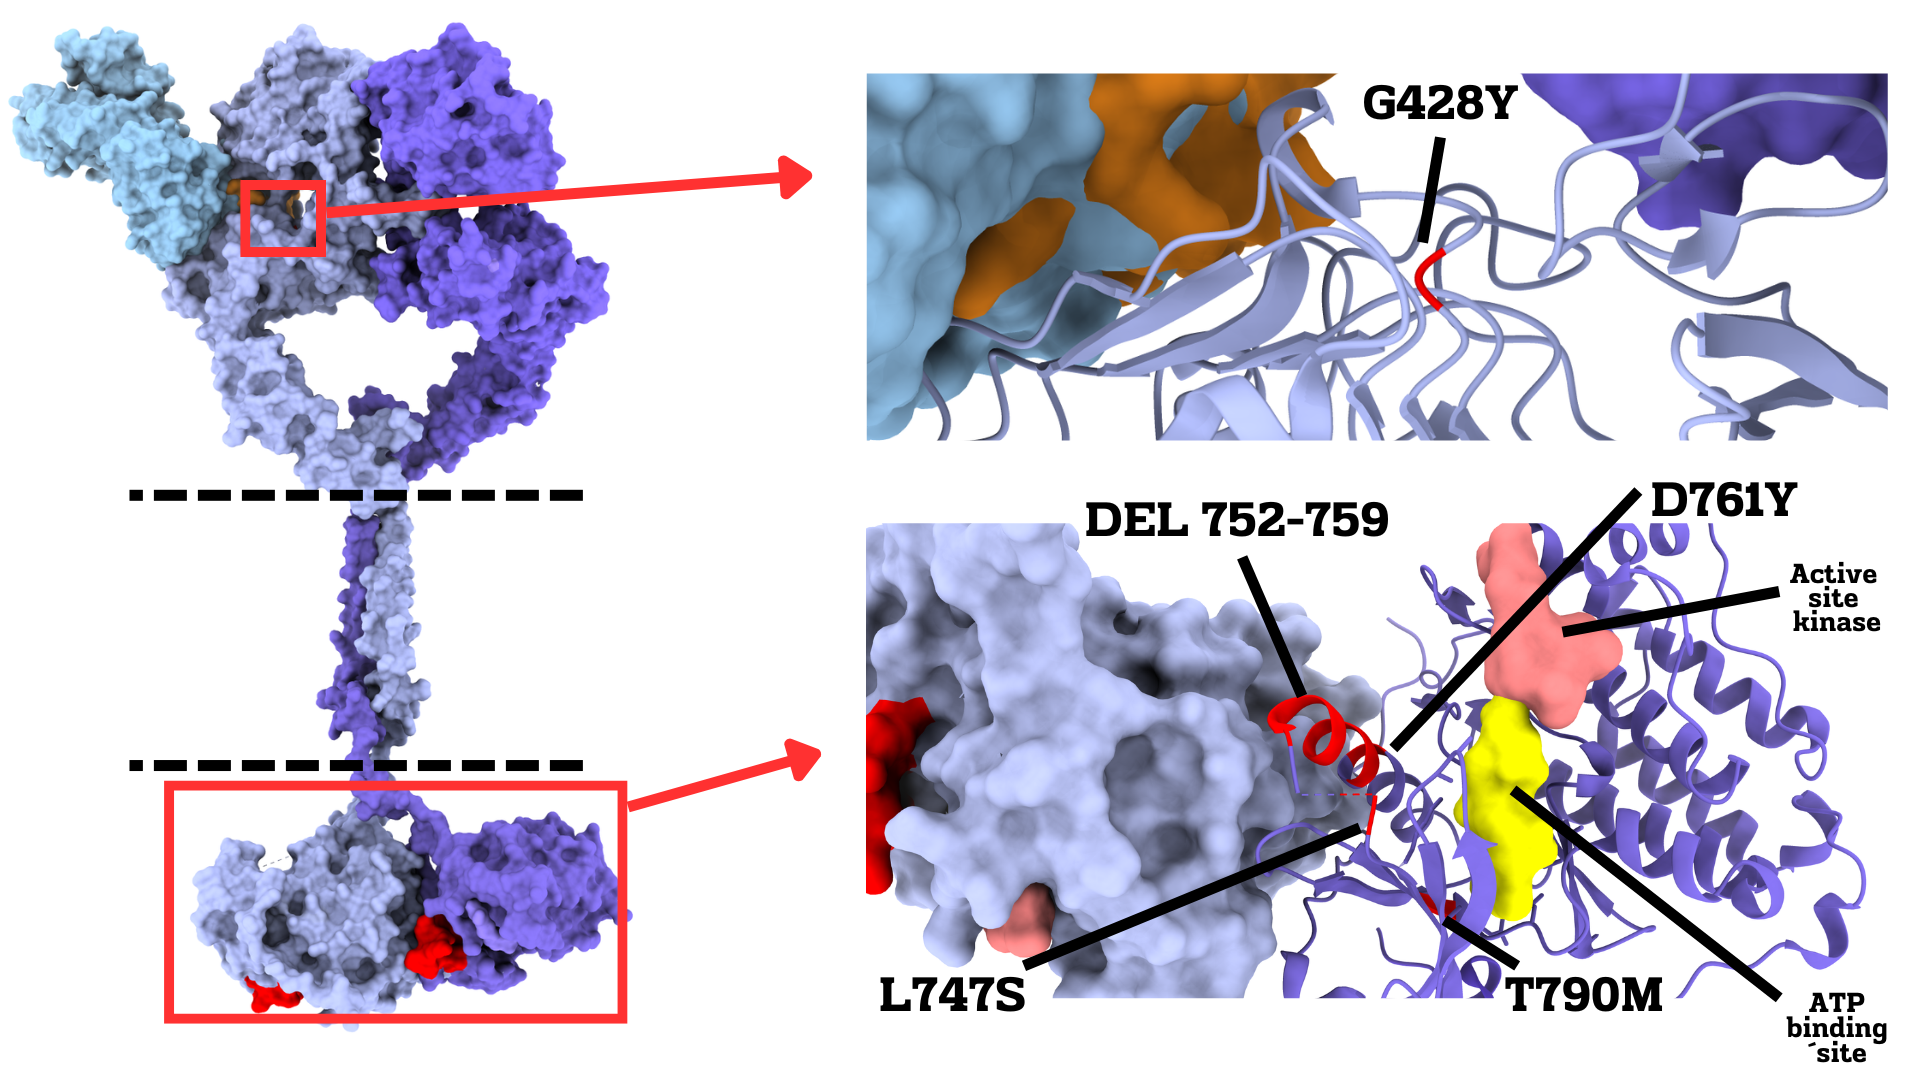 G428Y
DEL 752-759
D761Y
Active
site
kinase
L747S
T790M
ATP
binding
´site